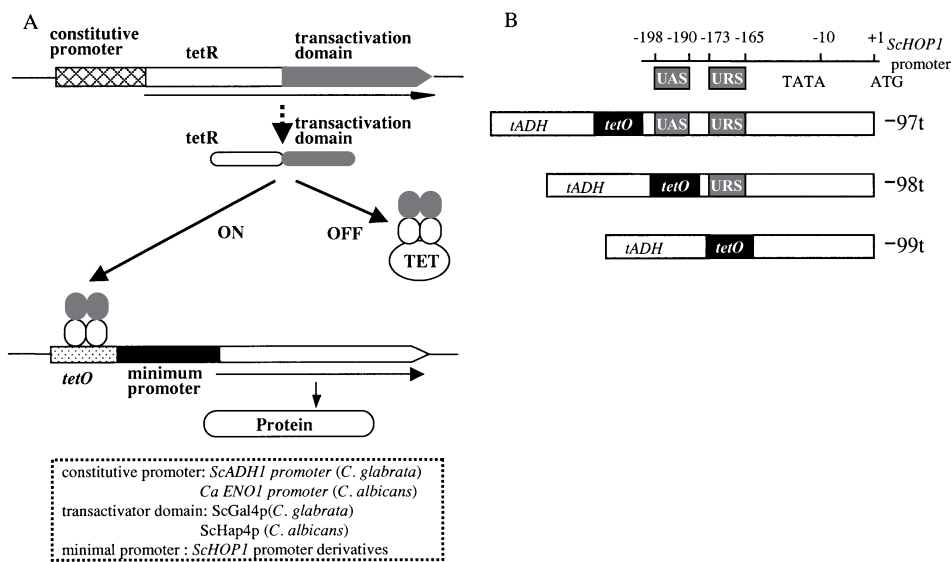 A
constitutive
promoter
tetR
transactivation
domain
tetR
transactivation
domain
ON
OFF
TET
tetO
minimum
promoter
Protein
constitutive promoter: ScADH1 promoter (C. glabrata)
Ca ENO1 promoter (C. albicans)
transactivator domain: ScGal4p(C. glabrata)
ScHap4p (C. albicans)
minimal promoter : ScHOP1 promoter derivatives
B
-198 -190 -173 -165 -10 +1 ScHOP1
promoter
UAS URS TATA ATG
tADH tetO UAS URS -97t
tADH tetO URS -98t
tADH tetO -99t